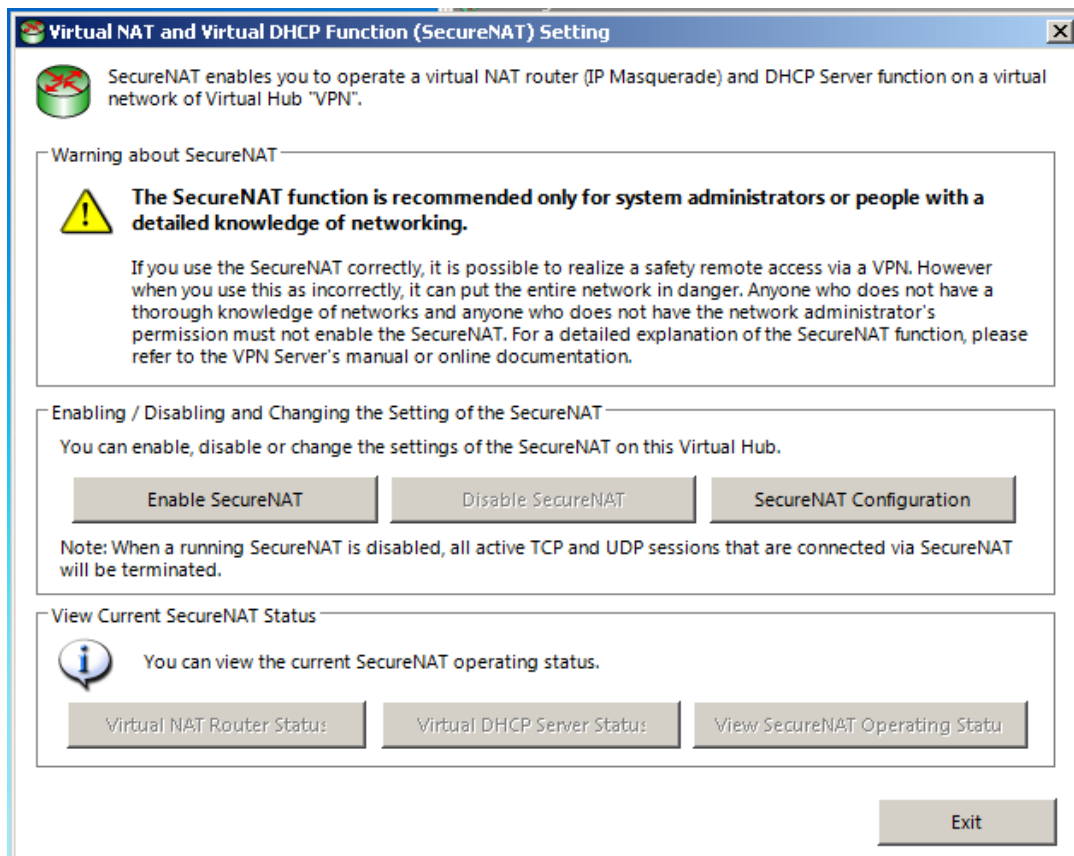 Virtual NAT and Virtual DHCP Function (SecureNAT) Setting
SecureNAT enables you to operate a virtual NAT router (IP Masquerade) and DHCP Server function on a virtual
network of Virtual Hub "VPN".
Warning about SecureNAT
The SecureNAT function is recommended only for system administrators or people with a
detailed knowledge of networking.
If you use the SecureNAT correctly, it is possible to realize a safety remote access via a VPN. However
when you use this as incorrectly, it can put the entire network in danger. Anyone who does not have a
thorough knowledge of networks and anyone who does not have the network administrator's
permission must not enable the SecureNAT. For a detailed explanation of the SecureNAT function, please
refer to the VPN Server's manual or online documentation.
Enabling / Disabling and Changing the Setting of the SecureNAT
You can enable, disable or change the settings of the SecureNAT on this Virtual Hub.
Enable SecureNAT Disable SecureNAT SecureNAT Configuration
Note: When a running SecureNAT is disabled, all active TCP and UDP sessions that are connected via SecureNAT
will be terminated.
View Current SecureNAT Status
You can view the current SecureNAT operating status.
Virtual NAT Router Status Virtual DHCP Server Status View SecureNAT Operating Statu
Exit